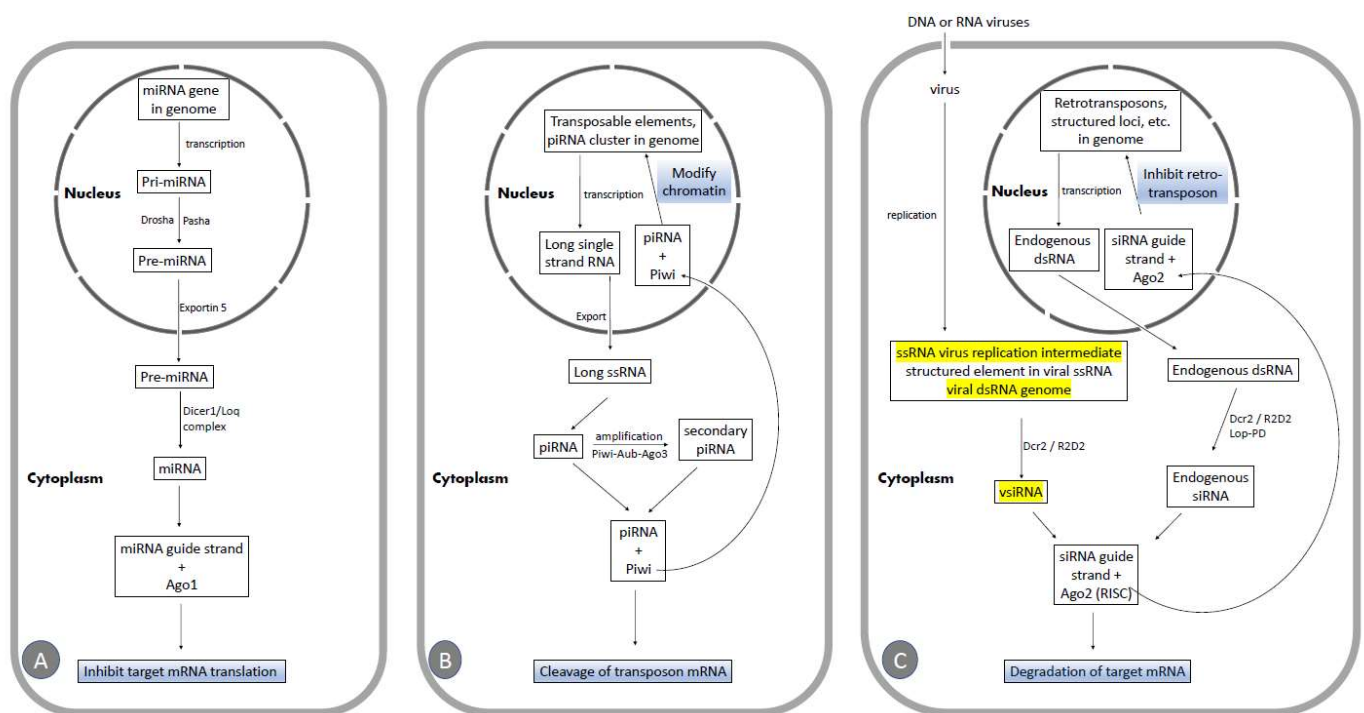 miRNA gene
in genome
transcription
Nucleus
Pri-miRNA
Drosha
Pasha
Pre-miRNA
Exportin 5
Pre-miRNA
Dicer1/Loq
complex
miRNA
Cytoplasm
miRNA guide strand
+
Ago1
A
Inhibit target mRNA translation
Transposable elements,
piRNA cluster in genome
Modify
chromatin
Nucleus
transcription
Long single
strand RNA
piRNA
+
Piwi
Export
Long ssRNA
piRNA
amplification
Piwi-Aub-Ago3
secondary
piRNA
Cytoplasm
piRNA
+
Piwi
B
Cleavage of transposon mRNA
DNA or RNA viruses
virus
Retrotransposons,
structured loci, etc.
in genome
Nucleus
transcription
Inhibit retro-
transposon
replication
Endogenous
dsRNA
siRNA guide
strand +
Ago2
ssRNA virus replication intermediate
structured element in viral ssRNA
viral dsRNA genome
Endogenous dsRNA
Dcr2 / R2D2
Dcr2 / R2D2
Lop-PD
Cytoplasm
vsiRNA
Endogenous
siRNA
siRNA guide
strand +
Ago2 (RISC)
C
Degradation of target mRNA